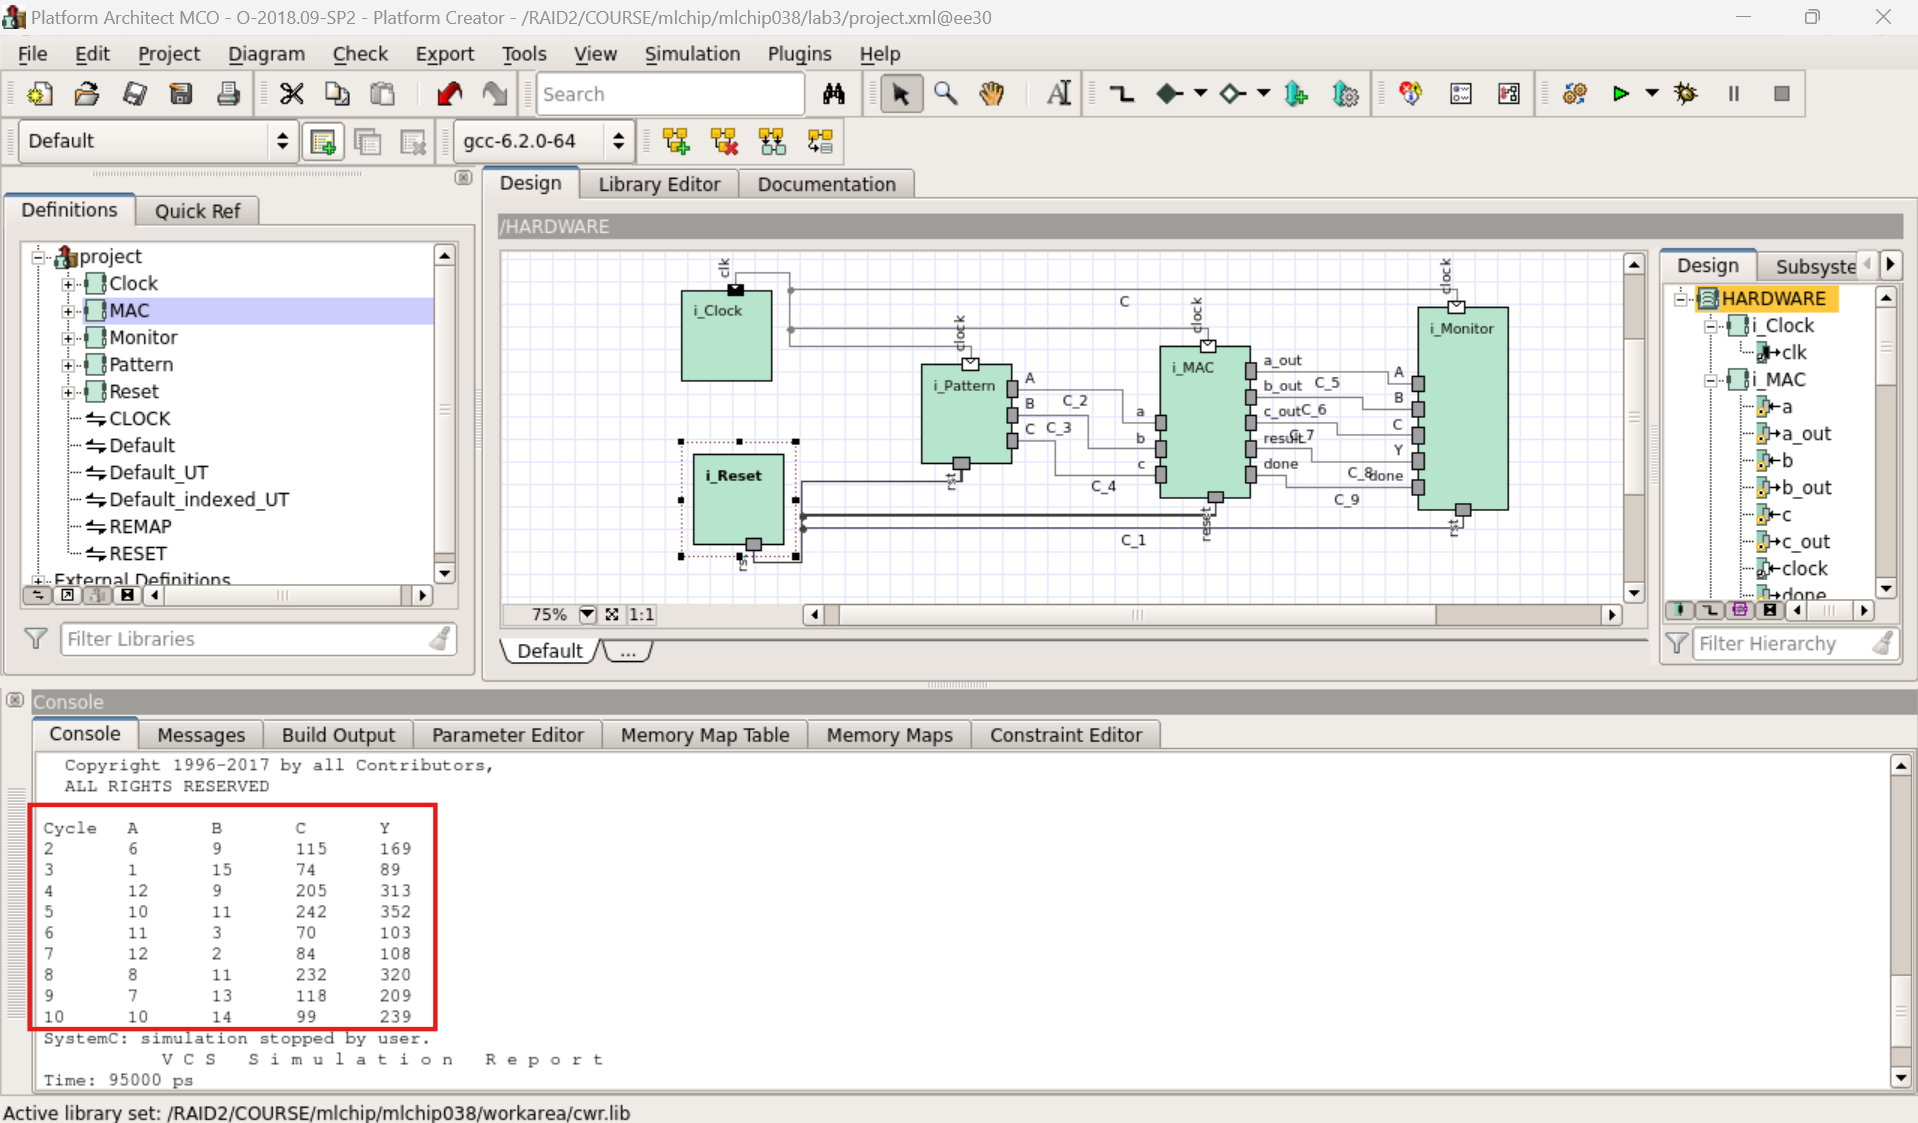 Platform Architect MCO - O-2018.09-SP2 - Platform Creator - /RAID2/COURSE/mlchip/mlchip038/lab3/project.xml@ee30
File Edit Project Diagram Check Export Tools View Simulation Plugins Help
Search
Default
gcc-6.2.0-64
Definitions
Quick Ref
project
Clock
MAC
Monitor
Pattern
Reset
CLOCK
Default
Default_UT
Default_indexed_UT
REMAP
RESET
External Definitions
Filter Libraries
Design
Library Editor
Documentation
/HARDWARE
clk
i_Clock
C
clock
i_Pattern
A
B
C
rst
C_2
C_3
C_4
i_Reset
rst
C_1
clock
i_MAC
a
b
c
a_out
b_out
c_out
result
done
reset
C_5
C_6
C_7
C_8
C_9
clock
i_Monitor
A
B
C
Y
done
rst
75%
1:1
Default
...
Design
Subsyste
HARDWARE
i_Clock
clk
i_MAC
a
a_out
b
b_out
c
c_out
clock
done
Filter Hierarchy
Console
Console
Messages
Build Output
Parameter Editor
Memory Map Table
Memory Maps
Constraint Editor
Copyright 1996-2017 by all Contributors,
ALL RIGHTS RESERVED
Cycle A B C Y
2 6 9 115 169
3 1 15 74 89
4 12 9 205 313
5 10 11 242 352
6 11 3 70 103
7 12 2 84 108
8 8 11 232 320
9 7 13 118 209
10 10 14 99 239
SystemC: simulation stopped by user.
V C S S i m u l a t i o n R e p o r t
Time: 95000 ps
Active library set: /RAID2/COURSE/mlchip/mlchip038/workarea/cwr.lib